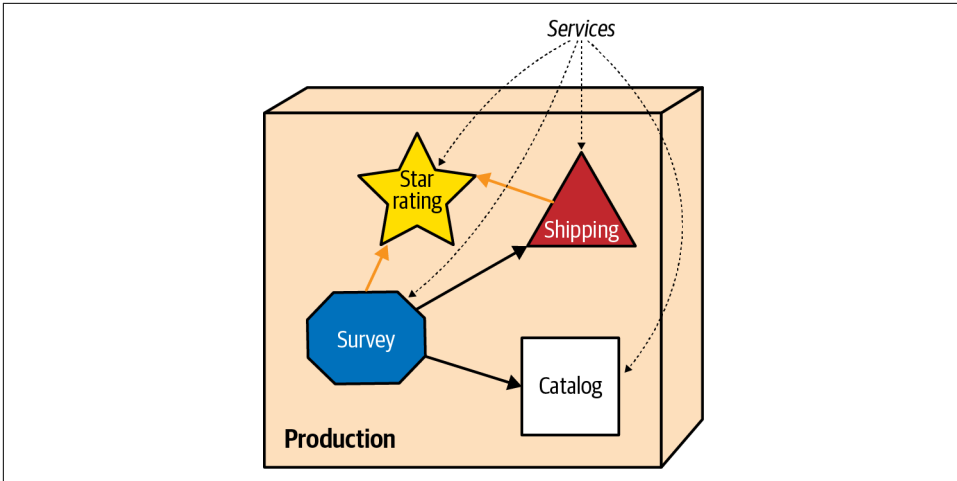 Services
Star
rating
Shipping
Survey
Catalog
Production